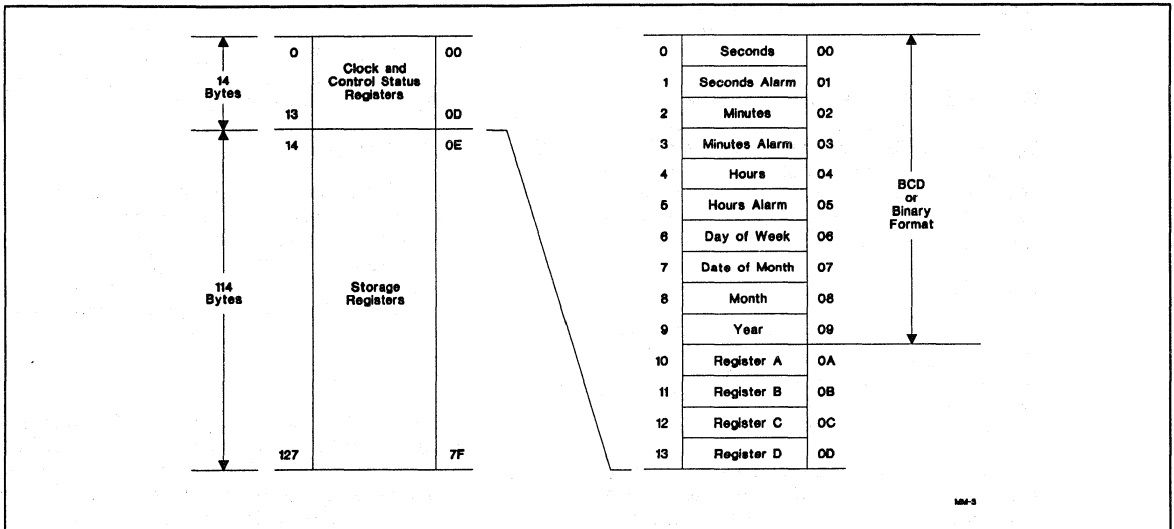 0 00
14 Bytes
Clock and Control Status Registers
13 0D
14 0E
114 Bytes
Storage Registers
127 7F
0 Seconds 00
1 Seconds Alarm 01
2 Minutes 02
3 Minutes Alarm 03
4 Hours 04
5 Hours Alarm 05
6 Day of Week 06
7 Date of Month 07
8 Month 08
9 Year 09
10 Register A 0A
11 Register B 0B
12 Register C 0C
13 Register D 0D
BCD
or
Binary
Format
MM-3